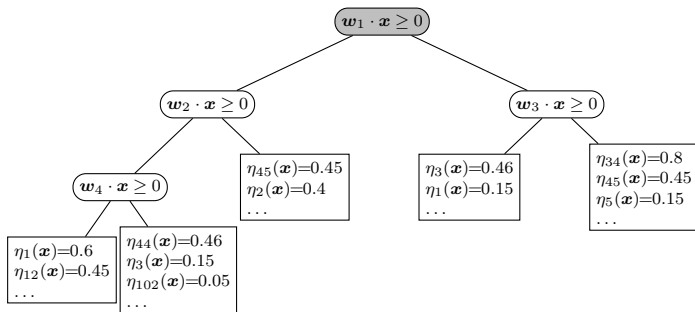 w₁ · x ≥ 0
w₂ · x ≥ 0
w₃ · x ≥ 0
w₄ · x ≥ 0
η₄₅(x)=0.45
η₂(x)=0.4
...
η₃(x)=0.46
η₁(x)=0.15
...
η₃₄(x)=0.8
η₄₅(x)=0.45
η₅(x)=0.15
...
η₁(x)=0.6
η₁₂(x)=0.45
...
η₄₄(x)=0.46
η₃(x)=0.15
η₁₀₂(x)=0.05
...